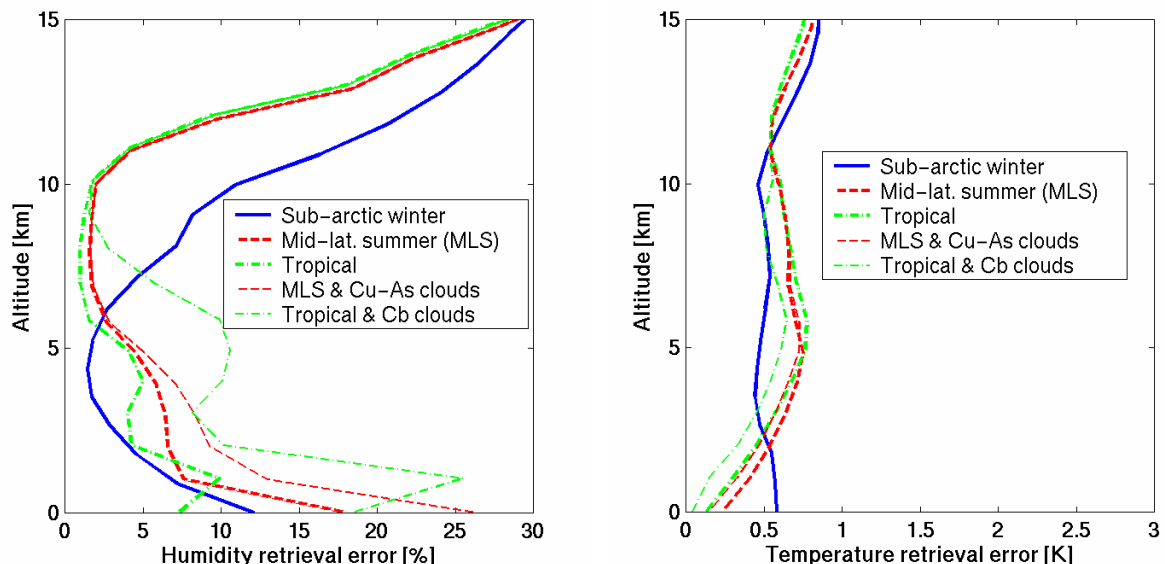 15
10
5
0
Altitude [km]
Sub-arctic winter
Mid-lat. summer (MLS)
Tropical
MLS & Cu-As clouds
Tropical & Cb clouds
0 5 10 15 20 25 30
Humidity retrieval error [%]
15
10
5
0
Altitude [km]
Sub-arctic winter
Mid-lat. summer (MLS)
Tropical
MLS & Cu-As clouds
Tropical & Cb clouds
0 0.5 1 1.5 2 2.5 3
Temperature retrieval error [K]